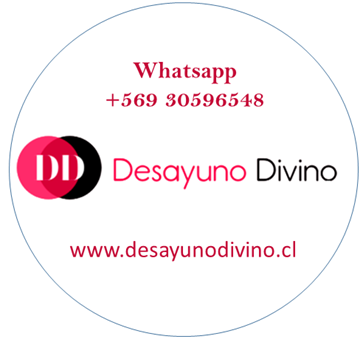 Whatsapp
+569 30596548
DD Desayuno Divino
www.desayunodivino.cl